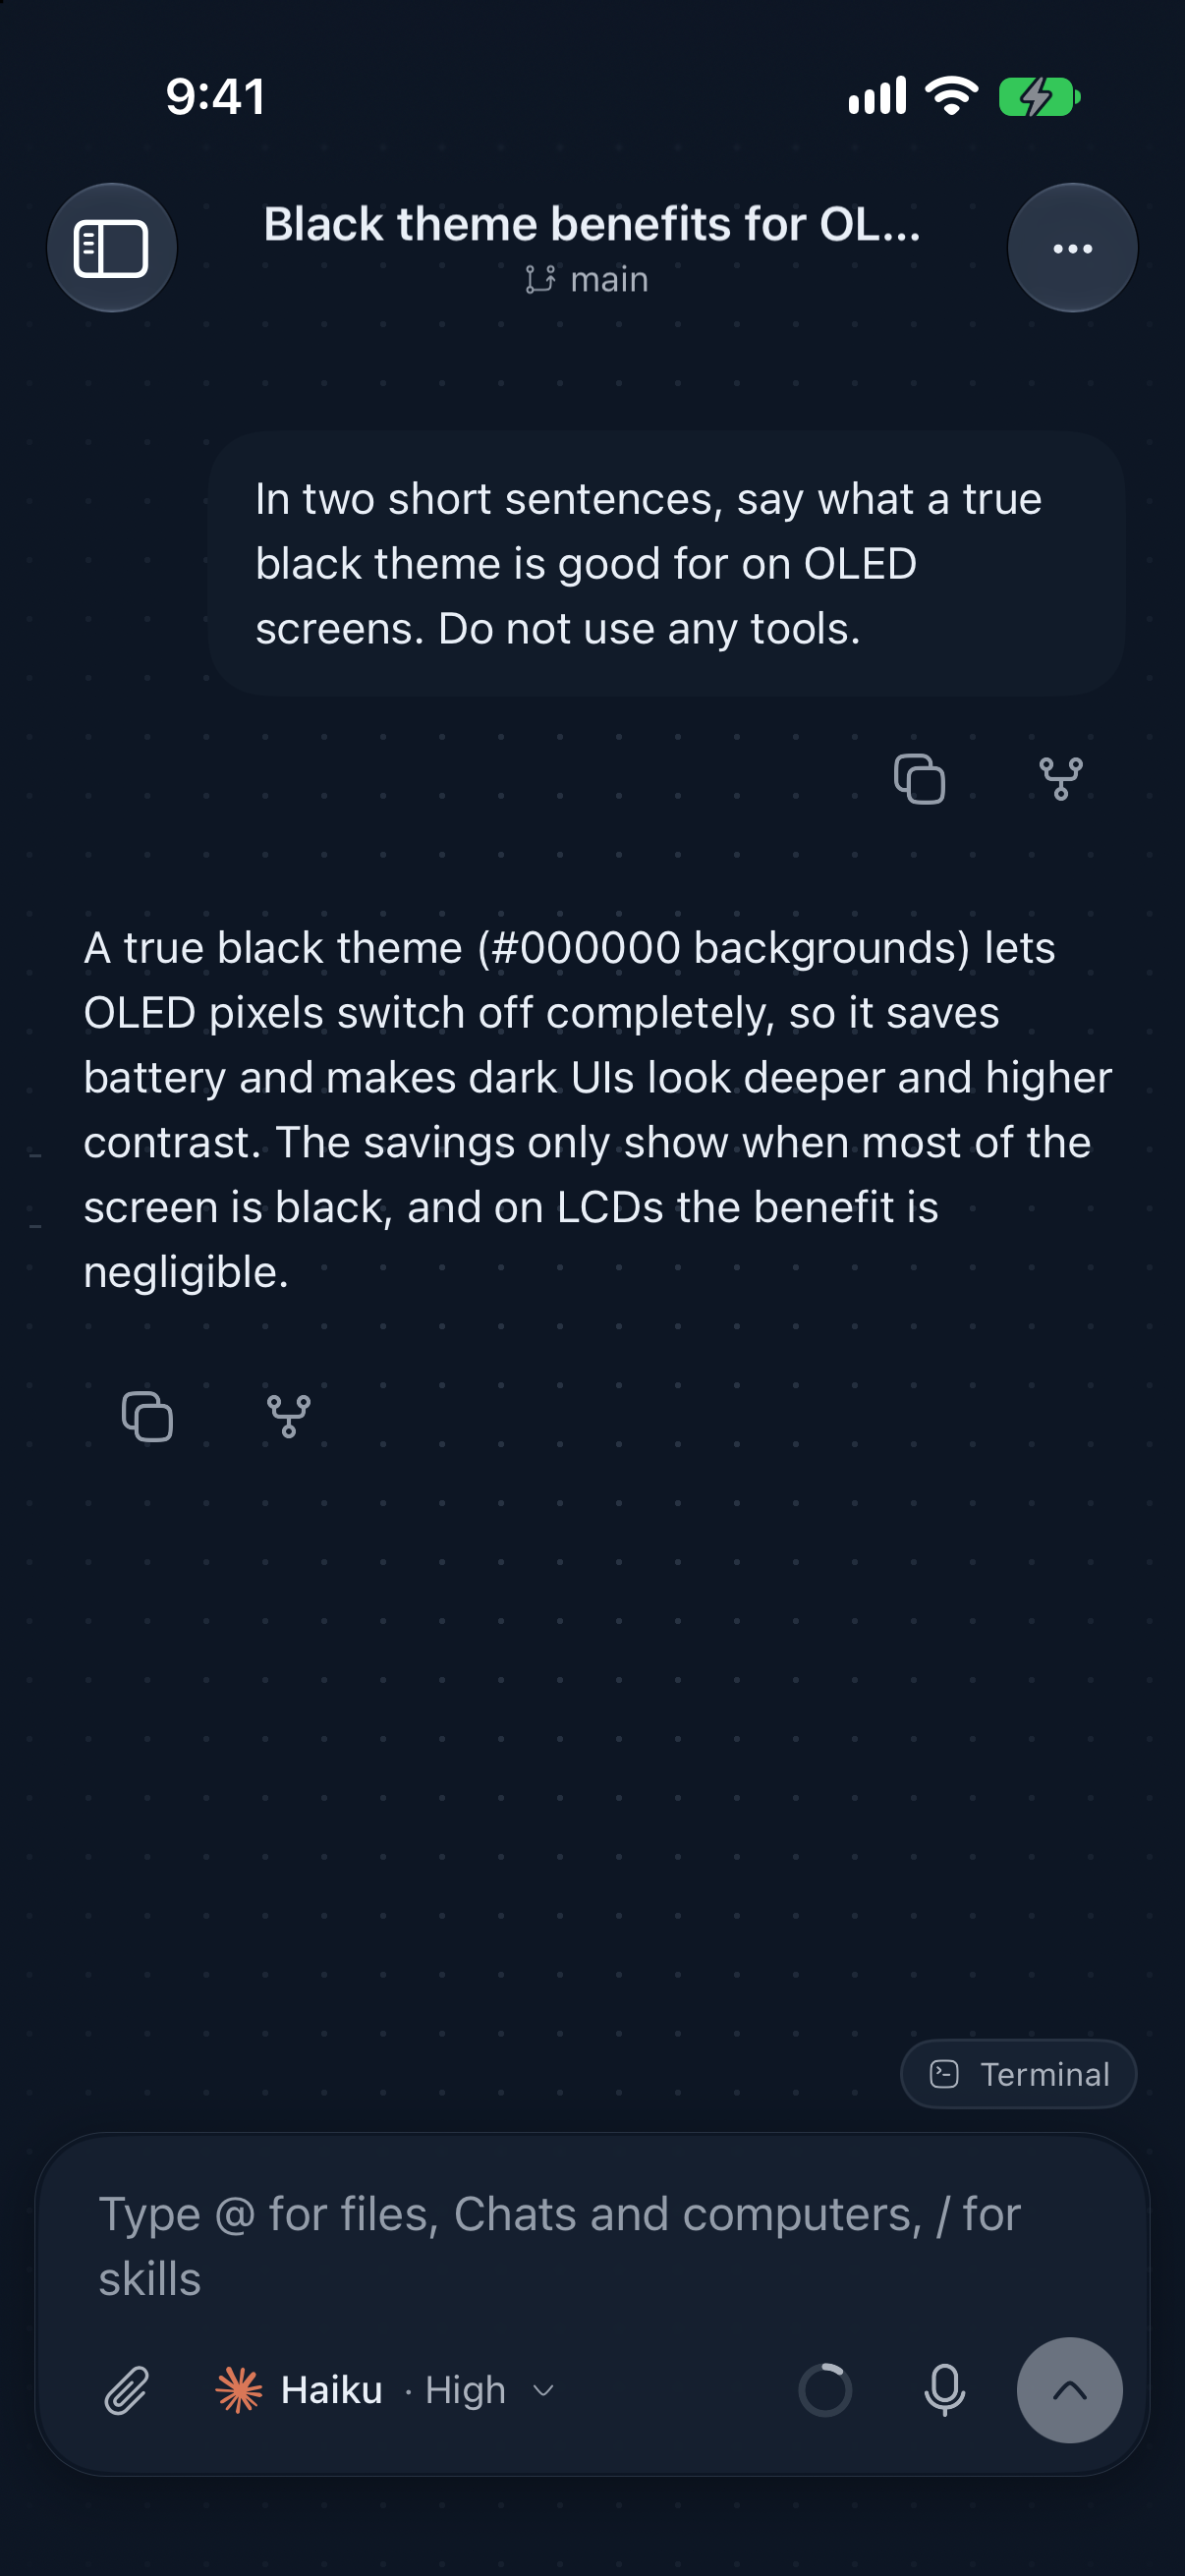 9:41
Black theme benefits for OL...
main
In two short sentences, say what a true
black theme is good for on OLED
screens. Do not use any tools.
A true black theme (#000000 backgrounds) lets
OLED pixels switch off completely, so it saves
battery and makes dark UIs look deeper and higher
contrast. The savings only show when most of the
screen is black, and on LCDs the benefit is
negligible.
Terminal
Type @ for files, Chats and computers, / for
skills
Haiku · High